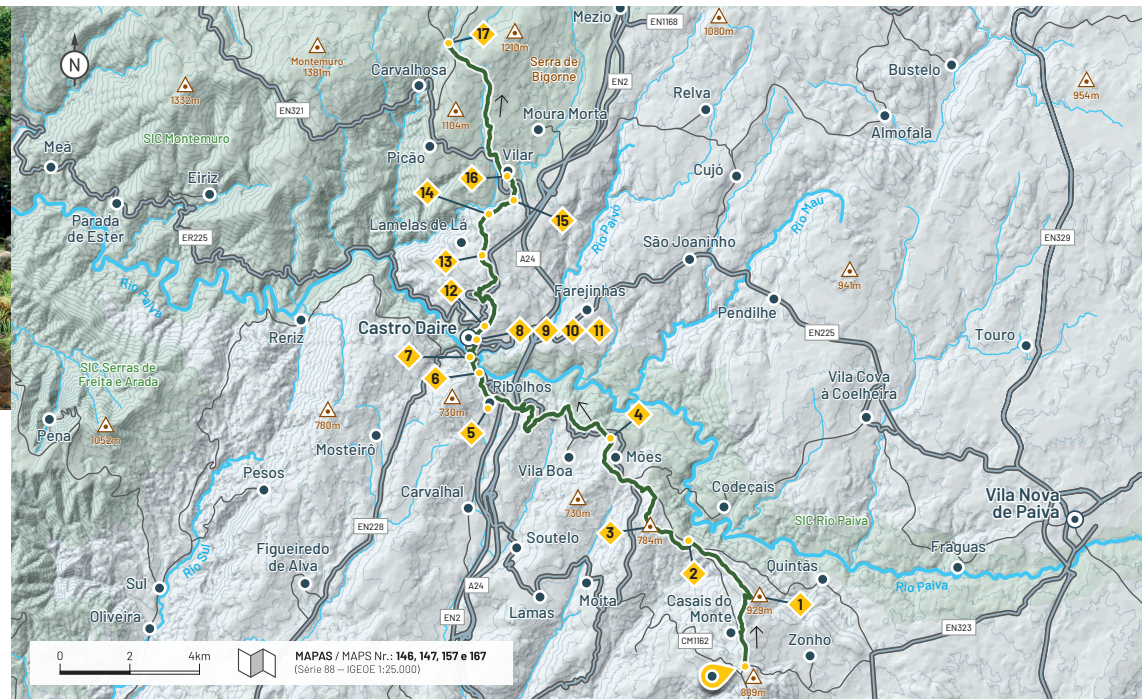 Mezio
EN1168
1080m
17
1210m
N
Montemuro
1381m
Serra de
Bigorne
Carvalhosa
Bustelo
1332m
EN2
954m
EN321
1104m
Relva
Moura Morta
Almofala
SIC Montemuro
Meã
Picão
Vilar
Eiriz
16
Cujó
14
Parada
de Ester
15
Rio Mau
Lamelas de Lá
Rio Paivó
ER225
São Joaninho
EN329
13
A24
941m
Rio Paiva
12
Farejinhas
Pendilhe
Castro Daire
8
9
10
11
EN225
Reriz
Touro
7
SIC Serras de
Freita e Arada
6
Ribolhos
Vila Cova
à Coelheira
730m
780m
4
Pena
1052m
5
Mosteirô
Vila Boa
Mões
Pesos
Carvalhal
Codeçais
730m
Vila Nova
de Paiva
EN228
3
784m
SIC Rio Paiva
Soutelo
Fráguas
Figueiredo
de Alva
2
Quintãs
Rio Sul
Rio Paiva
Sul
A24
Moita
Casais do
Monte
929m
1
Lamas
Oliveira
EN2
CM1162
Zonho
EN323
0
2
4km
MAPAS / MAPS Nr.: 146, 147, 157 e 167
(Série 88 – IGEOE 1:25.000)
889m